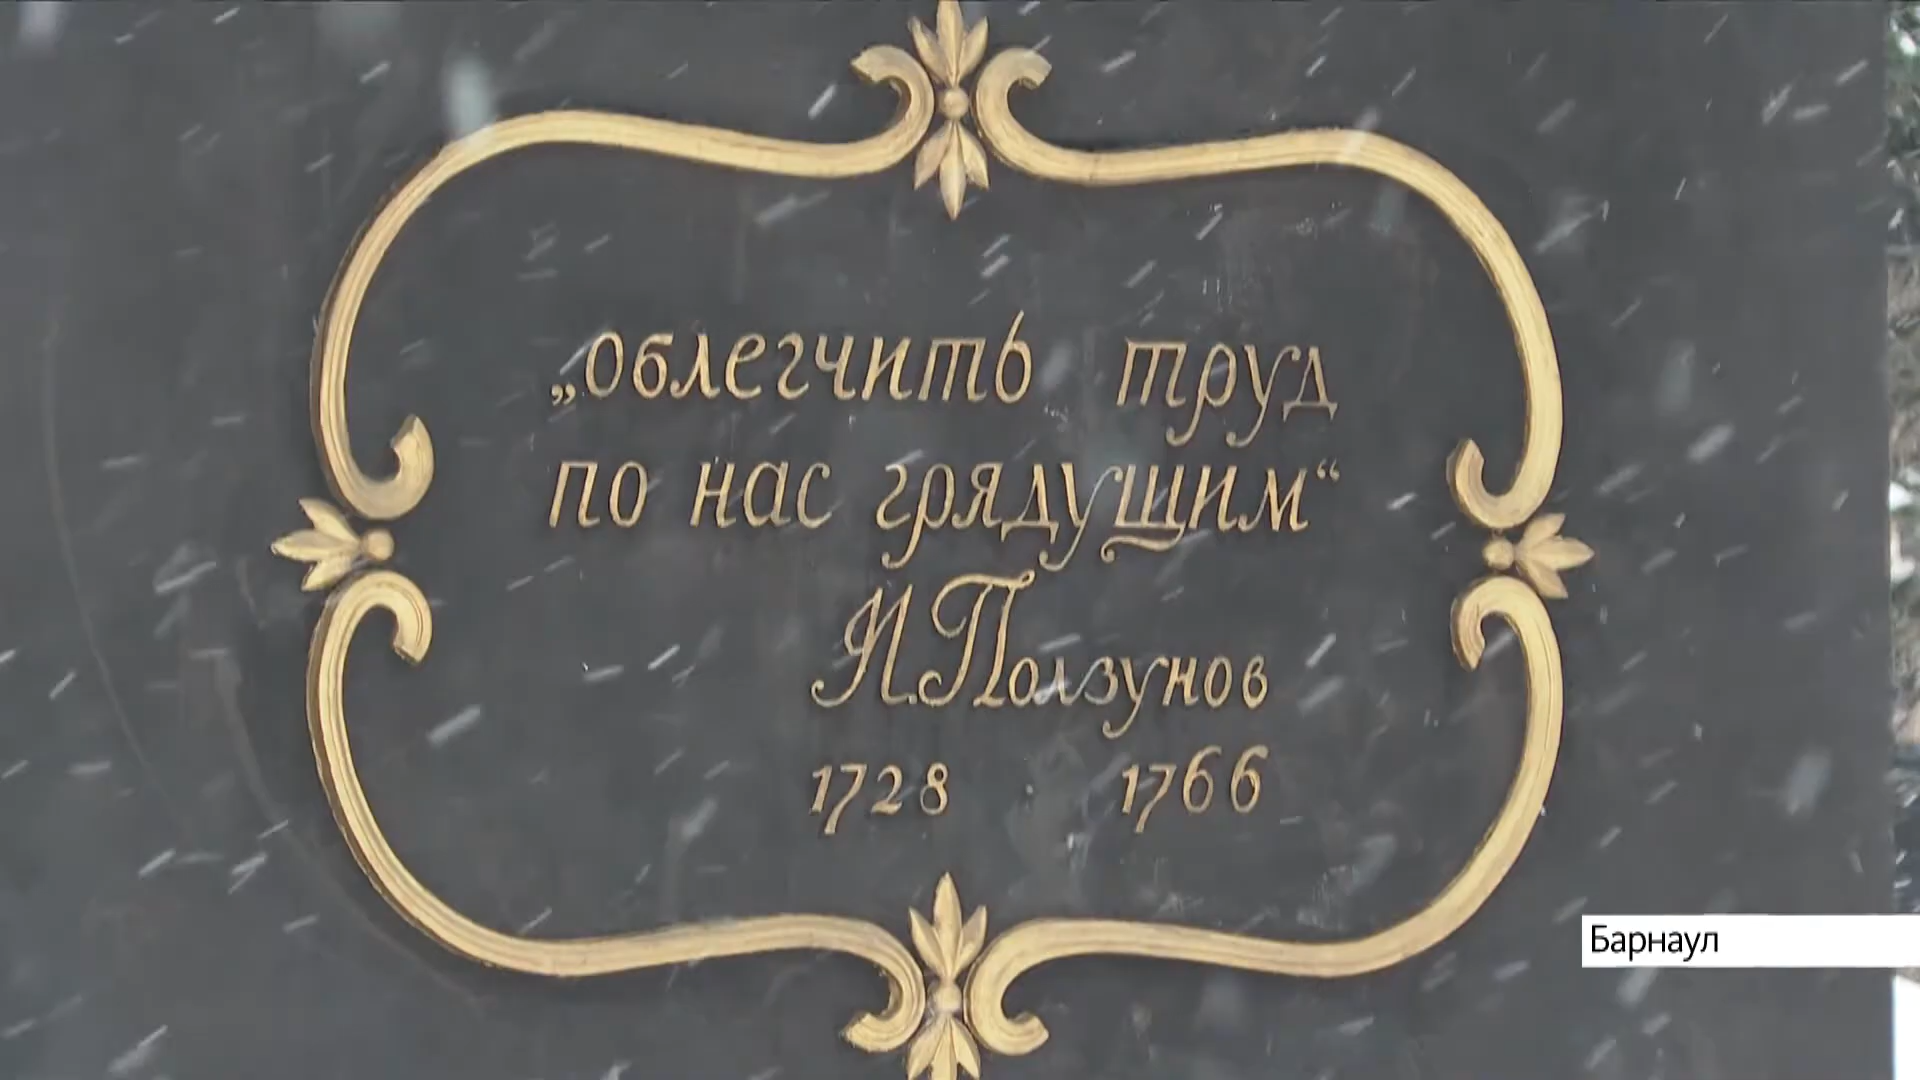 „облегчить труд
по нас грядущим“
И.Ползунов
1728 1766
Барнаул